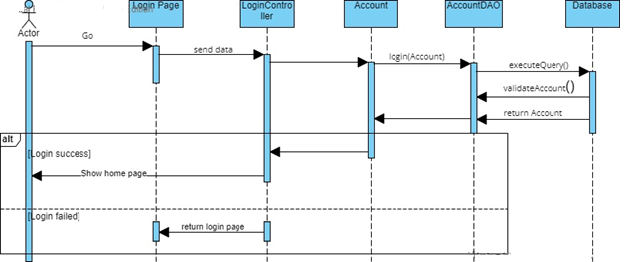 Login Page
LoginContro
ller
Account
AccountDAO
Database
Actor
Go
send data
login(Account)
executeQuery()
validateAccount()
return Account
alt
[Login success]
Show home page
[Login failed]
return login page